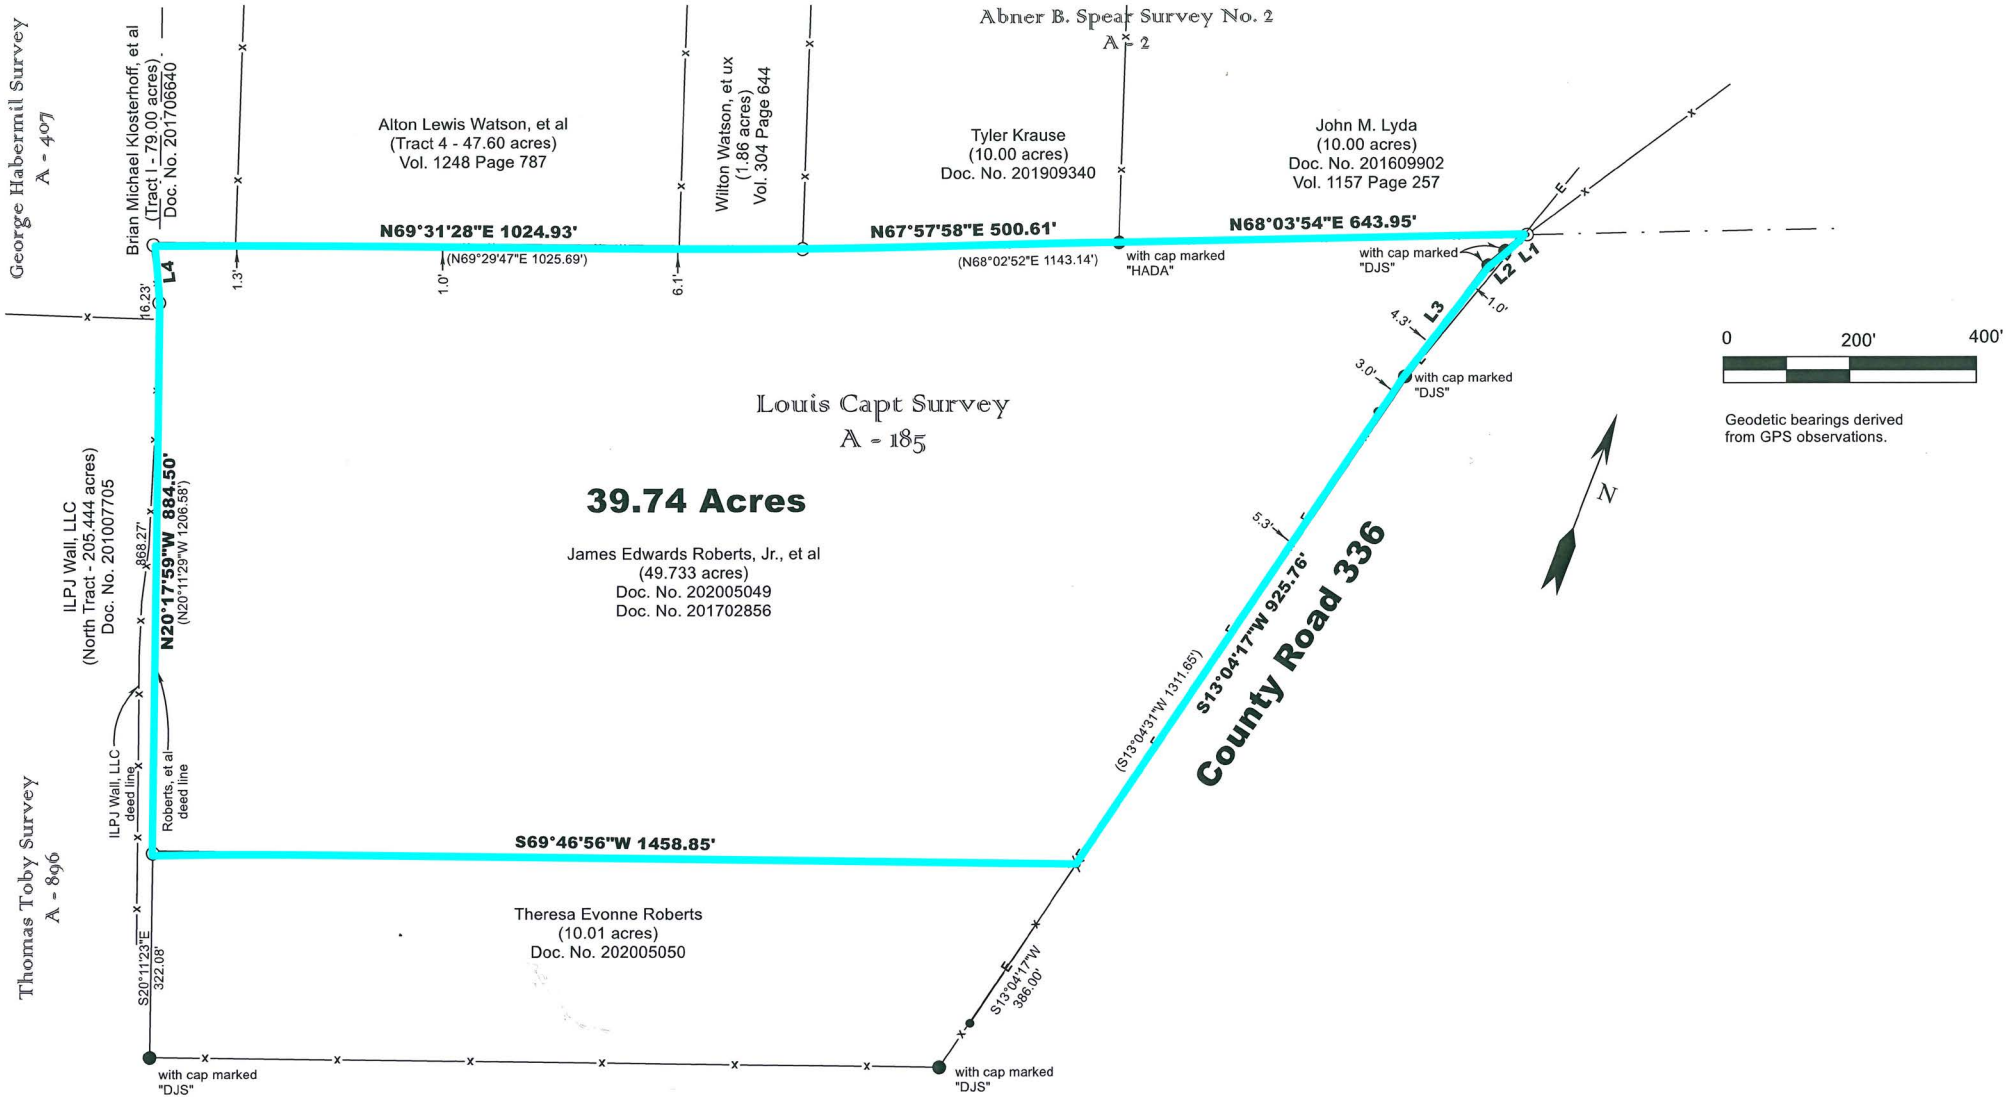 Abner B. Spear Survey No. 2
A - 2
George Habermil Survey
A - 407
Brian Michael Klosterhoff, et al
(Tract I - 79.00 acres)
Doc. No. 201706640
Alton Lewis Watson, et al
(Tract 4 - 47.60 acres)
Vol. 1248 Page 787
Wilton Watson, et ux
(1.86 acres)
Vol. 304 Page 644
Tyler Krause
(10.00 acres)
Doc. No. 201909340
John M. Lyda
(10.00 acres)
Doc. No. 201609902
Vol. 1157 Page 257
N69°31'28"E 1024.93'
(N69°29'47"E 1025.69')
N67°57'58"E 500.61'
(N68°02'52"E 1143.14')
N68°03'54"E 643.95'
with cap marked
"HADA"
with cap marked
"DJS"
L1
L2
L3
L4
16.23'
1.3'
1.0'
6.1'
1.0'
4.3'
3.0'
with cap marked
"DJS"
0 200' 400'
Geodetic bearings derived
from GPS observations.
N
Louis Capt Survey
A - 185
39.74 Acres
James Edwards Roberts, Jr., et al
(49.733 acres)
Doc. No. 202005049
Doc. No. 201702856
ILPJ Wall, LLC
(North Tract - 205.444 acres)
Doc. No. 201007705
868.27'
N20°17'59"W 884.50'
(N20°11'29"W 1206.58')
5.3'
S13°04'17"W 925.76'
(S13°04'31"W 1311.65')
County Road 336
ILPJ Wall, LLC
deed line
Roberts, et al
deed line
Thomas Toby Survey
A - 896
S69°46'56"W 1458.85'
Theresa Evonne Roberts
(10.01 acres)
Doc. No. 202005050
S20°11'23"E
322.08'
S13°04'17"W
386.00'
with cap marked
"DJS"
with cap marked
"DJS"